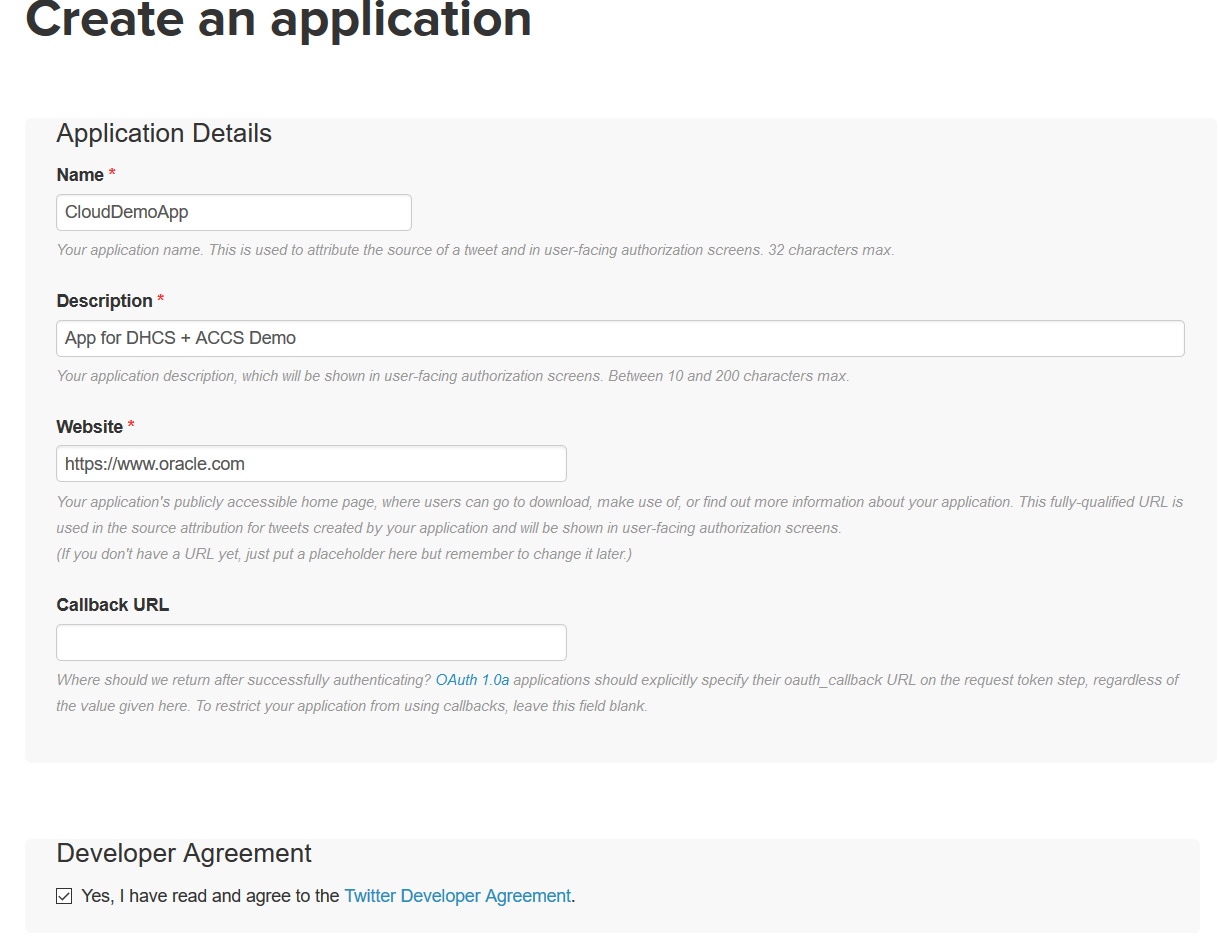 Create an application
Application Details
Name *
CloudDemoApp
Your application name. This is used to attribute the source of a tweet and in user-facing authorization screens. 32 characters max.
Description *
App for DHCS + ACCS Demo
Your application description, which will be shown in user-facing authorization screens. Between 10 and 200 characters max.
Website *
https://www.oracle.com
Your application's publicly accessible home page, where users can go to download, make use of, or find out more information about your application. This fully-qualified URL is
used in the source attribution for tweets created by your application and will be shown in user-facing authorization screens.
(If you don't have a URL yet, just put a placeholder here but remember to change it later.)
Callback URL
Where should we return after successfully authenticating? OAuth 1.0a applications should explicitly specify their oauth_callback URL on the request token step, regardless of
the value given here. To restrict your application from using callbacks, leave this field blank.
Developer Agreement
Yes, I have read and agree to the Twitter Developer Agreement.